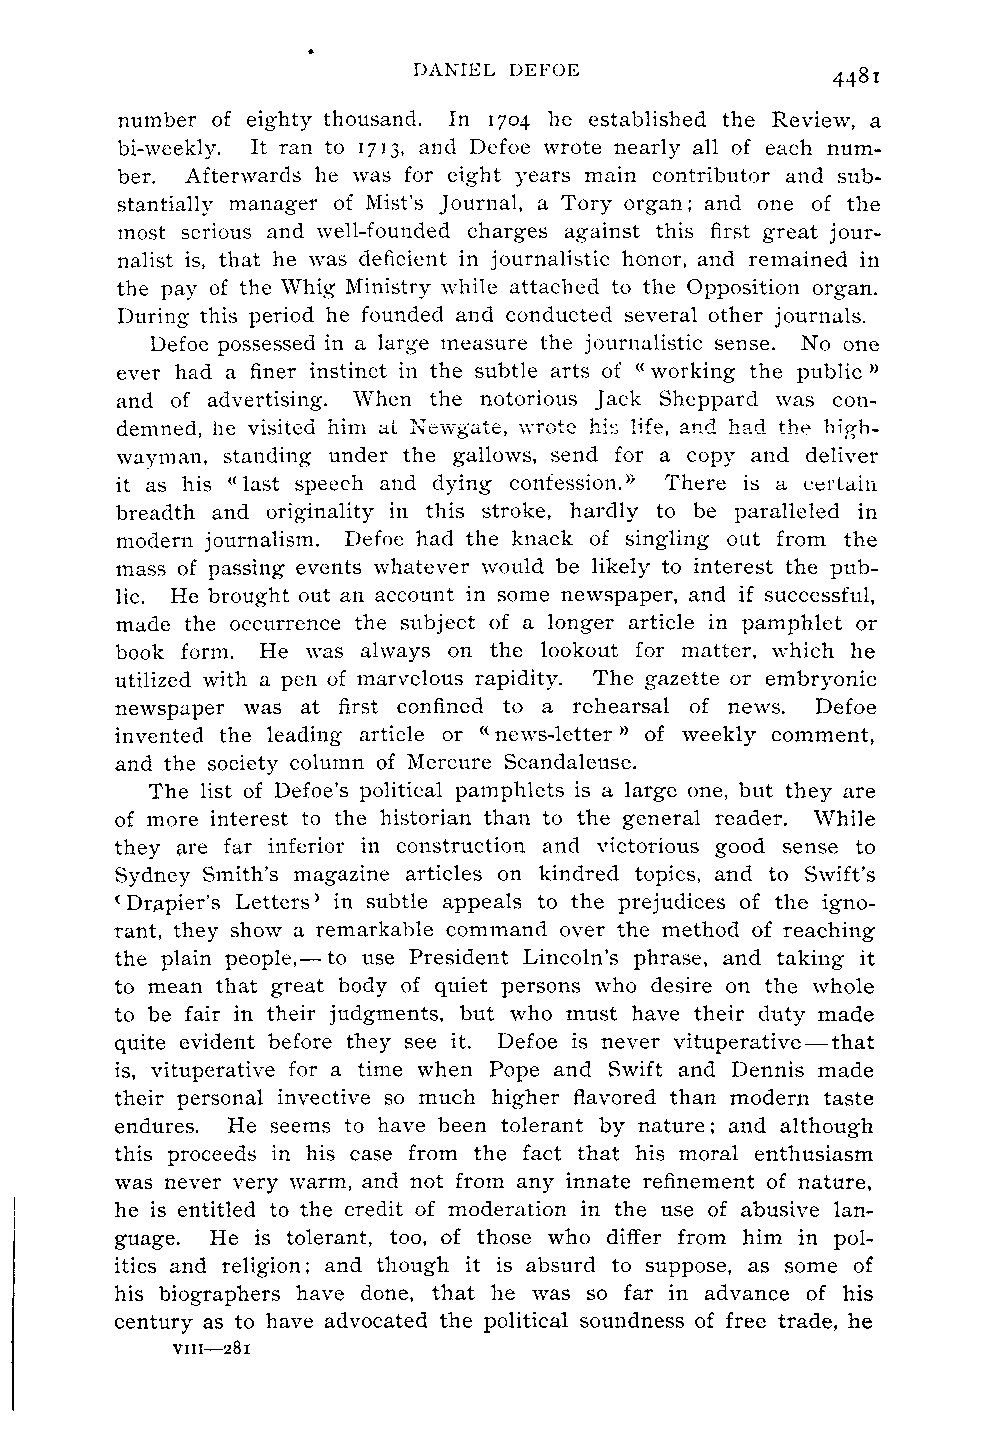 DANIEL DEFOE 4481
number of eighty thousand. In 1704 he established the Review, a
bi-weekly. It ran to 1713, and Defoe wrote nearly all of each num-
ber. Afterwards he was for eight years main contributor and sub-
stantially manager of Mist's Journal, a Tory organ; and one of the
most serious and well-founded charges against this first great jour-
nalist is, that he was deficient in journalistic honor, and remained in
the pay of the Whig Ministry while attached to the Opposition organ.
During this period he founded and conducted several other journals.
Defoe possessed in a large measure the journalistic sense. No one
ever had a finer instinct in the subtle arts of «working the public»
and of advertising. When the notorious Jack Sheppard was con-
demned, he visited him at Newgate, wrote his life, and had the high-
wayman, standing under the gallows, send for a copy and deliver
it as his «last speech and dying confession.» There is a certain
breadth and originality in this stroke, hardly to be paralleled in
modern journalism. Defoe had the knack of singling out from the
mass of passing events whatever would be likely to interest the pub-
lic. He brought out an account in some newspaper, and if successful,
made the occurrence the subject of a longer article in pamphlet or
book form. He was always on the lookout for matter, which he
utilized with a pen of marvelous rapidity. The gazette or embryonic
newspaper was at first confined to a rehearsal of news. Defoe
invented the leading article or «news-letter» of weekly comment,
and the society column of Mercure Scandaleuse.
The list of Defoe's political pamphlets is a large one, but they are
of more interest to the historian than to the general reader. While
they are far inferior in construction and victorious good sense to
Sydney Smith's magazine articles on kindred topics, and to Swift's
‹Drapier's Letters› in subtle appeals to the prejudices of the igno-
rant, they show a remarkable command over the method of reaching
the plain people,—to use President Lincoln's phrase, and taking it
to mean that great body of quiet persons who desire on the whole
to be fair in their judgments, but who must have their duty made
quite evident before they see it. Defoe is never vituperative—that
is, vituperative for a time when Pope and Swift and Dennis made
their personal invective so much higher flavored than modern taste
endures. He seems to have been tolerant by nature; and although
this proceeds in his case from the fact that his moral enthusiasm
was never very warm, and not from any innate refinement of nature,
he is entitled to the credit of moderation in the use of abusive lan-
guage. He is tolerant, too, of those who differ from him in pol-
itics and religion; and though it is absurd to suppose, as some of
his biographers have done, that he was so far in advance of his
century as to have advocated the political soundness of free trade, he
VIII—281